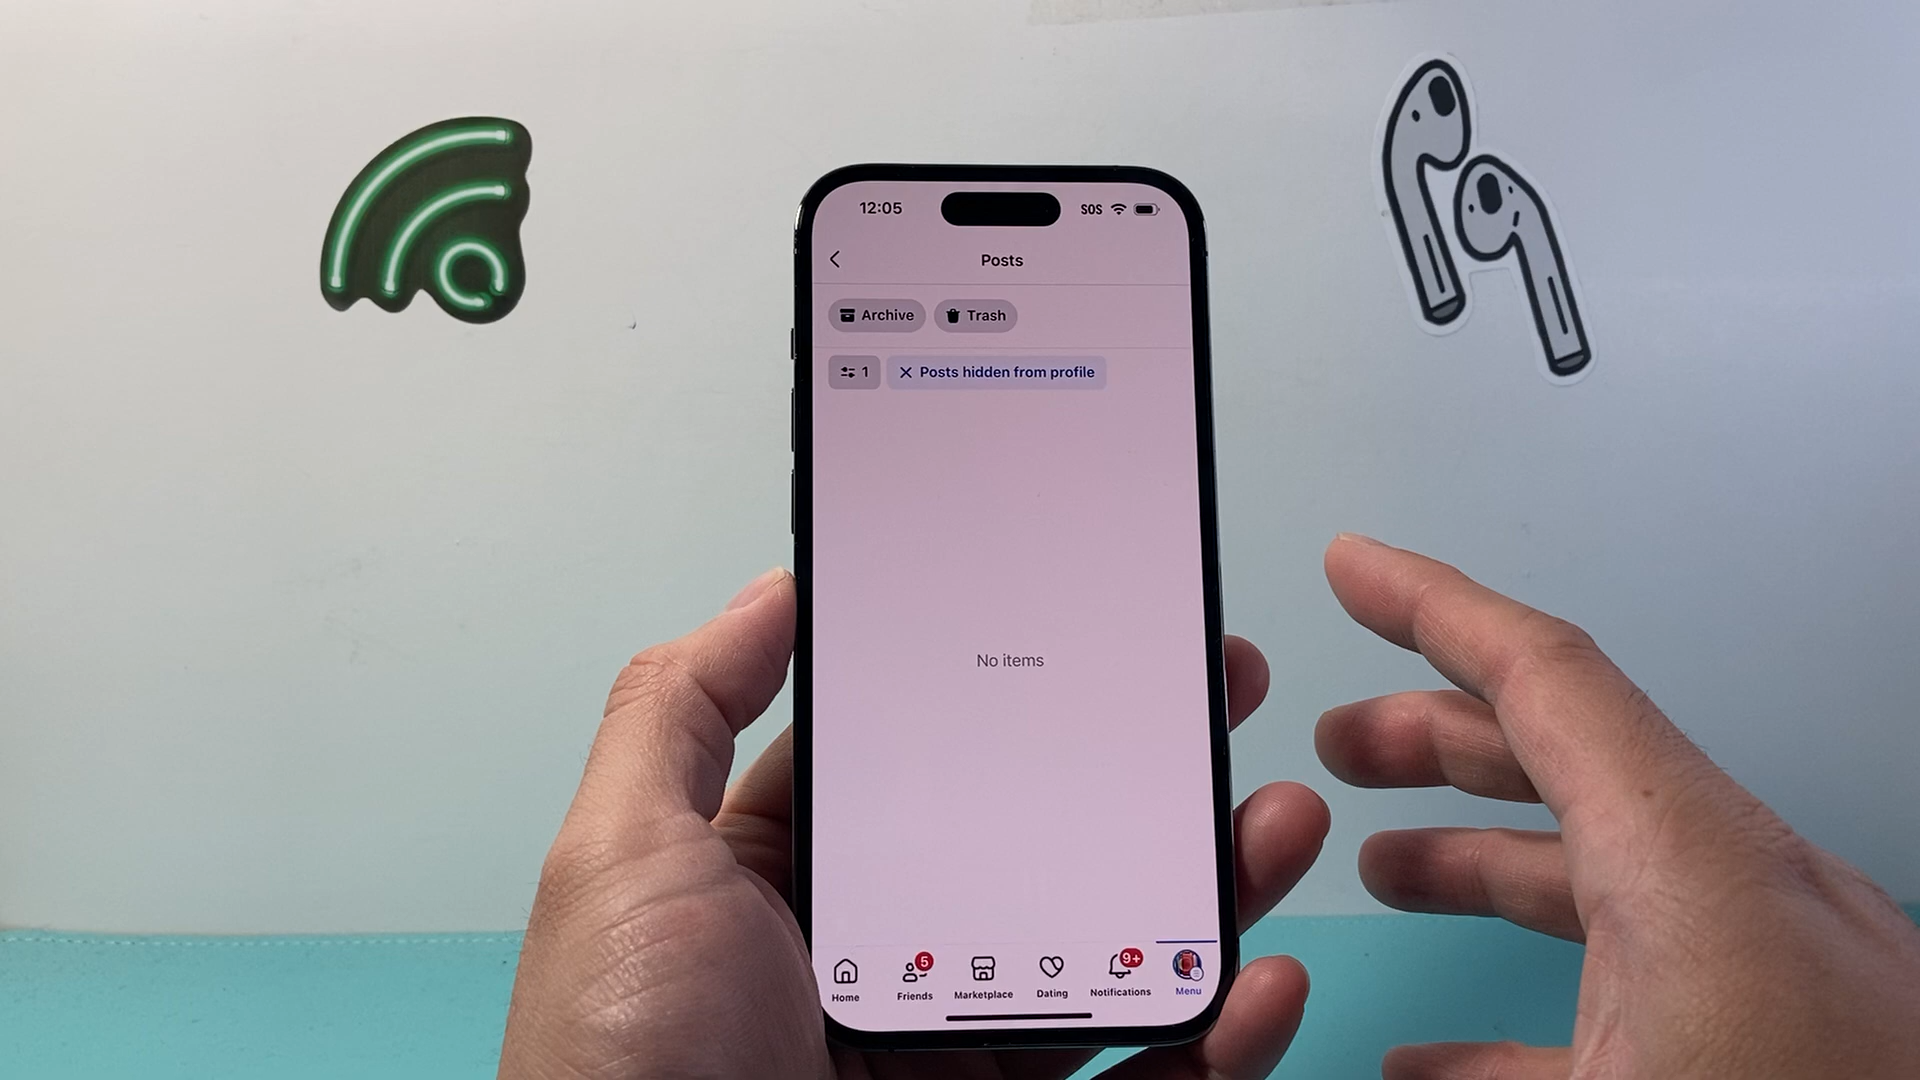 12:05 SOS
Posts
Archive Trash
1 Posts hidden from profile
No items
5 9+
Home Friends Marketplace Dating Notifications Menu